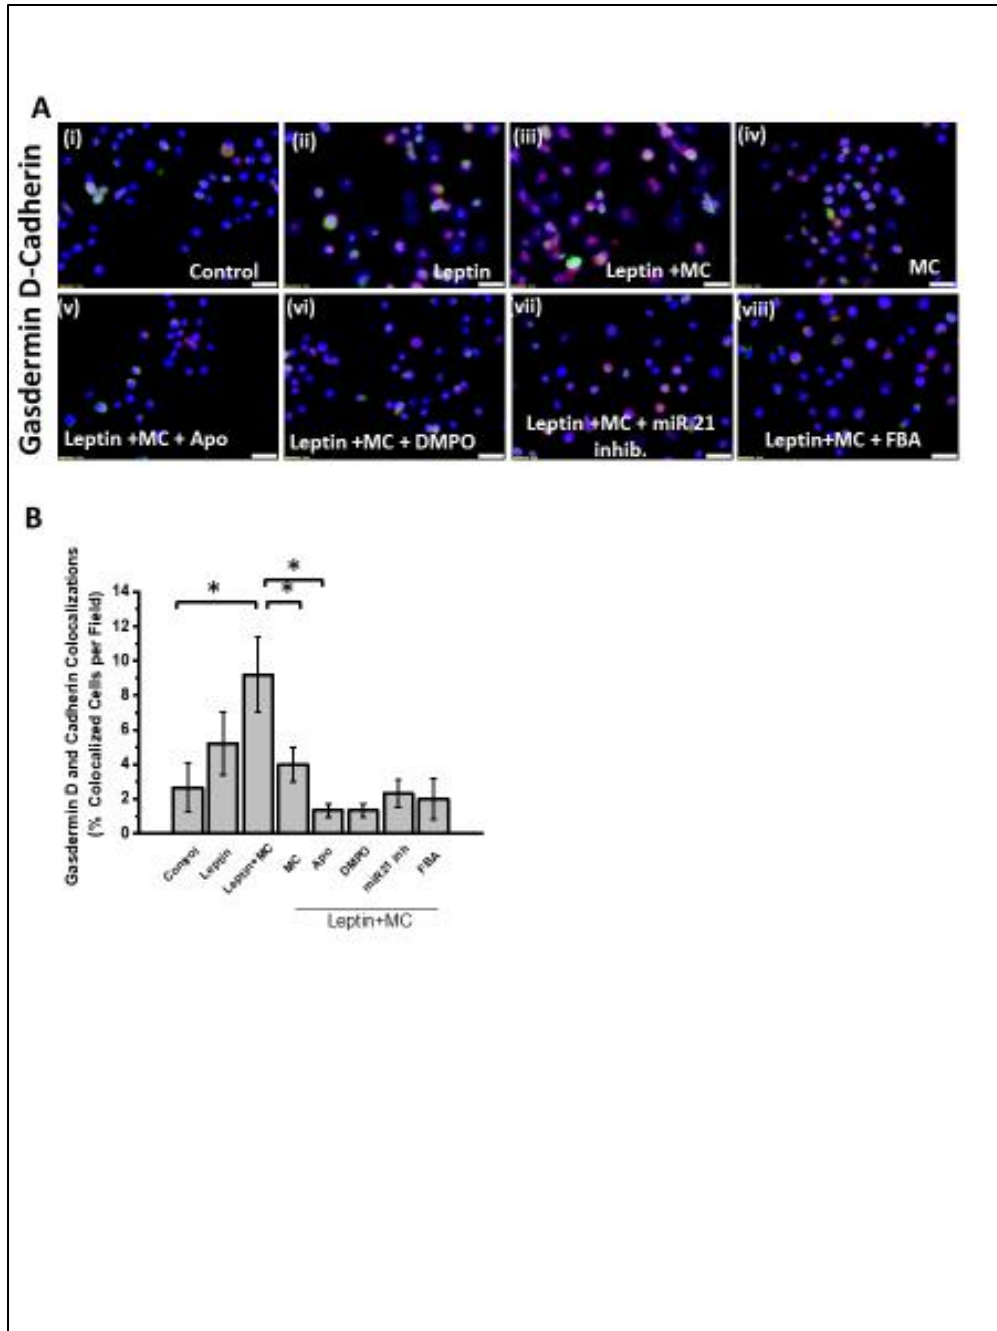 A
Gasdermin D-Cadherin
(i)
Control
(ii)
Leptin
(iii)
Leptin +MC
(iv)
MC
(v)
Leptin +MC + Apo
(vi)
Leptin +MC + DMPO
(vii)
Leptin +MC + miR 21
inhib.
(viii)
Leptin+MC + FBA
B
Gasdermin D and Cadherin Colocalizations
(% Colocalized Cells per Field)
14
12
10
8
6
4
2
0
*
*
*
Control
Leptin
Leptin+MC
MC
Apo
DMPO
miR21 inh
FBA
Leptin+MC